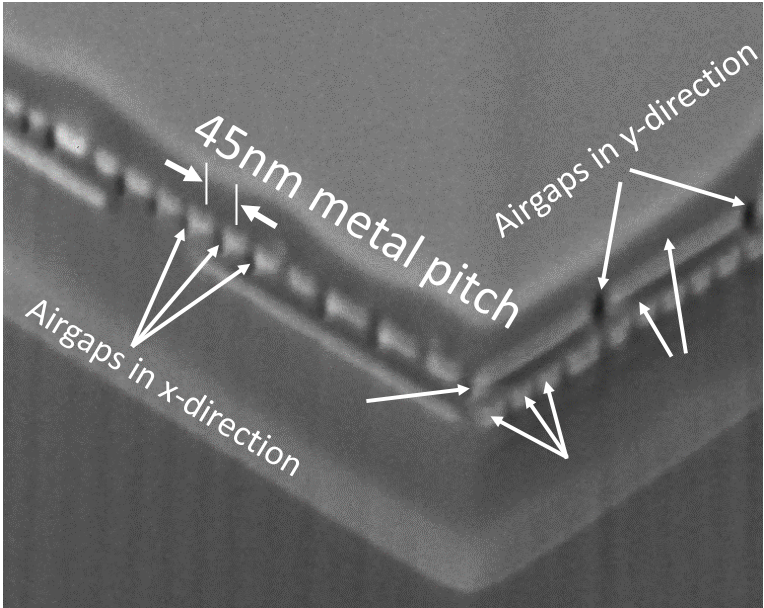 45nm metal pitch
Airgaps in y-direction
Airgaps in x-direction